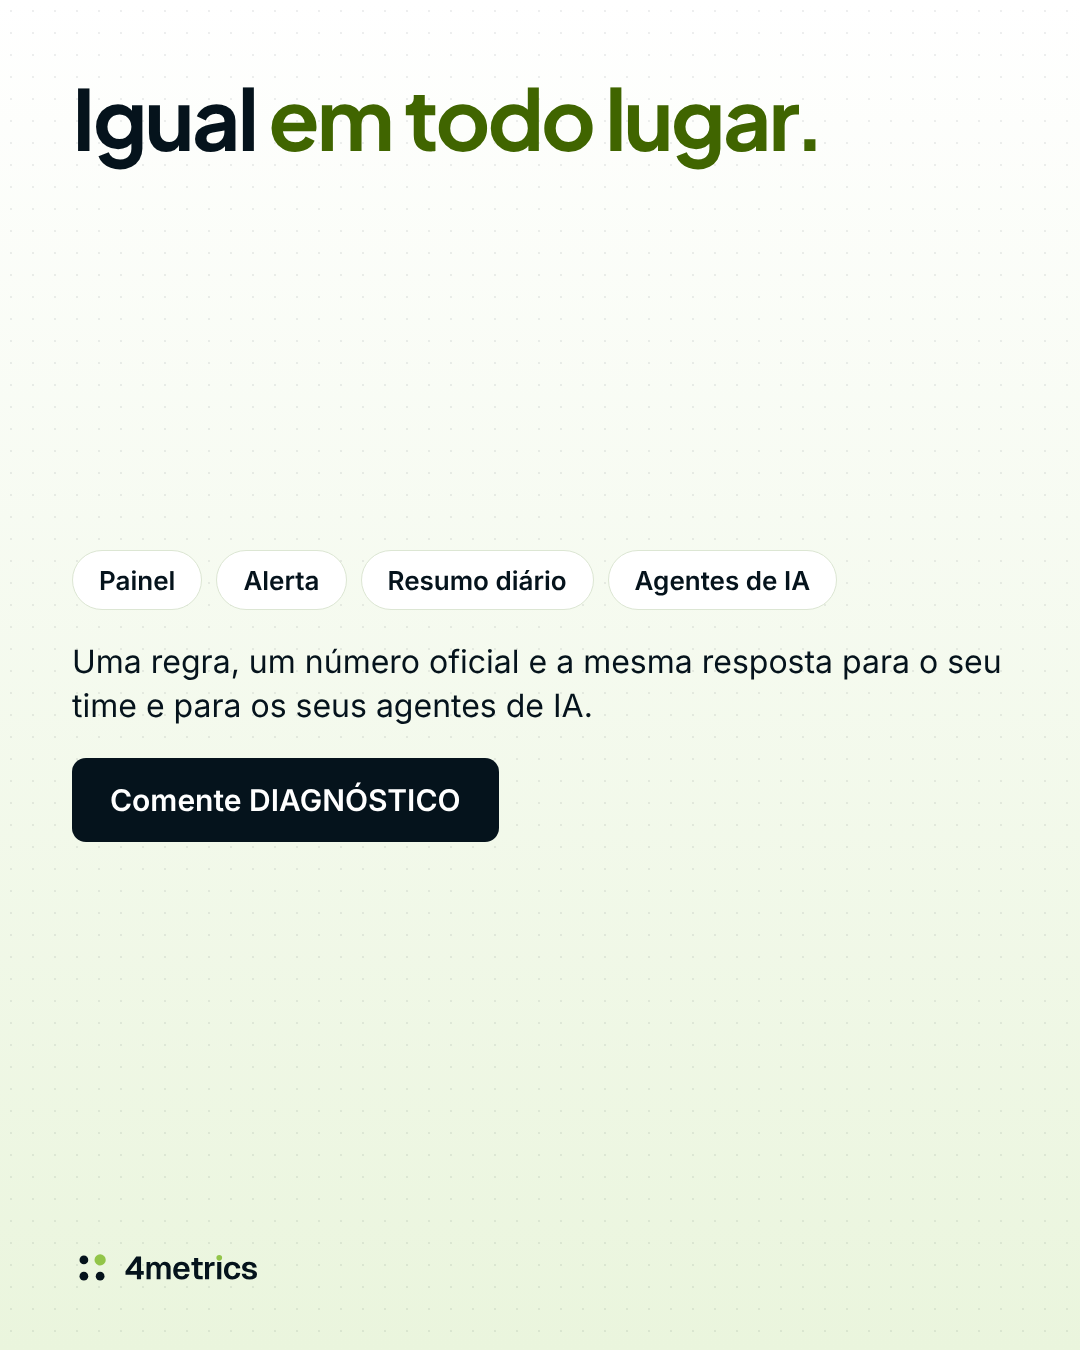 Igual em todo lugar.
Painel Alerta Resumo diário Agentes de IA
Uma regra, um número oficial e a mesma resposta para o seu
time e para os seus agentes de IA.
Comente DIAGNÓSTICO
4metrics